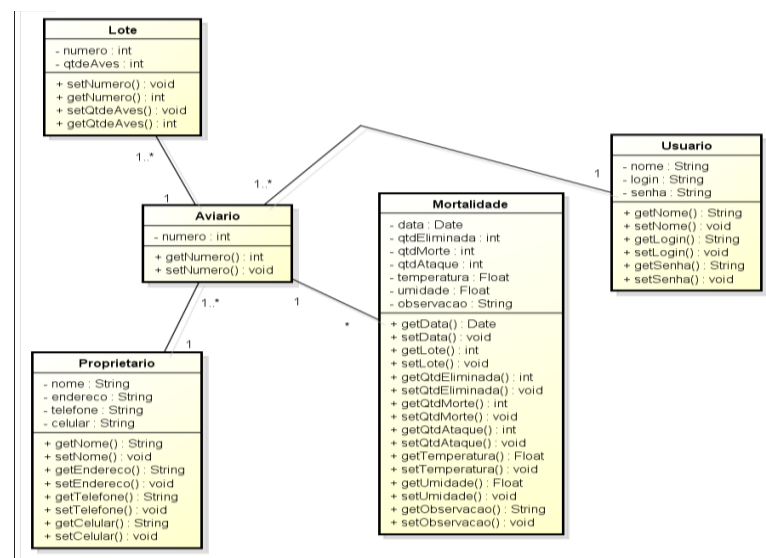 Lote
- numero : int
- qtdeAves : int
+ setNumero() : void
+ getNumero() : int
+ setQtdeAves() : void
+ getQtdeAves() : int
1..*
1
1..*
1
Usuario
- nome : String
- login : String
- senha : String
+ getNome() : String
+ setNome() : void
+ getLogin() : String
+ setLogin() : void
+ getSenha() : String
+ setSenha() : void
Aviario
- numero : int
+ getNumero() : int
+ setNumero() : void
1..*
1
1
*
Mortalidade
- data : Date
- qtdEliminada : int
- qtdMorte : int
- qtdAtaque : int
- temperatura : Float
- umidade : Float
- observacao : String
+ getData() : Date
+ setData() : void
+ getLote() : int
+ setLote() : void
+ getQtdEliminada() : int
+ setQtdEliminada() : void
+ getQtdMorte() : int
+ setQtdMorte() : void
+ getQtdAtaque() : int
+ setQtdAtaque() : void
+ getTemperatura() : Float
+ setTemperatura() : void
+ getUmidade() : Float
+ setUmidade() : void
+ getObservacao() : String
+ setObservacao() : void
Proprietario
- nome : String
- endereco : String
- telefone : String
- celular : String
+ getNome() : String
+ setNome() : void
+ getEndereco() : String
+ setEndereco() : void
+ getTelefone() : String
+ setTelefone() : void
+ getCelular() : String
+ setCelular() : void